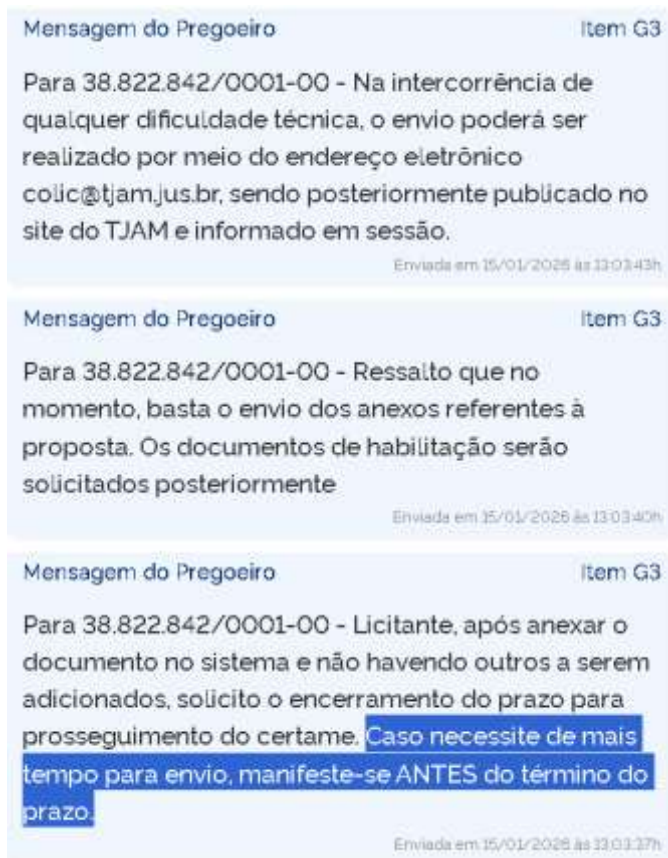 Mensagem do Pregoeiro Item G3
Para 38.822.842/0001-00 - Na intercorrência de
qualquer dificuldade técnica, o envio poderá ser
realizado por meio do endereço eletrônico
colic@tjam.jus.br, sendo posteriormente publicado no
site do TJAM e informado em sessão.
Enviada em 15/01/2026 às 13:03:43h
Mensagem do Pregoeiro Item G3
Para 38.822.842/0001-00 - Ressalto que no
momento, basta o envio dos anexos referentes à
proposta. Os documentos de habilitação serão
solicitados posteriormente
Enviada em 15/01/2026 às 13:03:40h
Mensagem do Pregoeiro Item G3
Para 38.822.842/0001-00 - Licitante, após anexar o
documento no sistema e não havendo outros a serem
adicionados, solicito o encerramento do prazo para
prosseguimento do certame. Caso necessite de mais
tempo para envio, manifeste-se ANTES do término do
prazo.
Enviada em 15/01/2026 às 13:03:37h